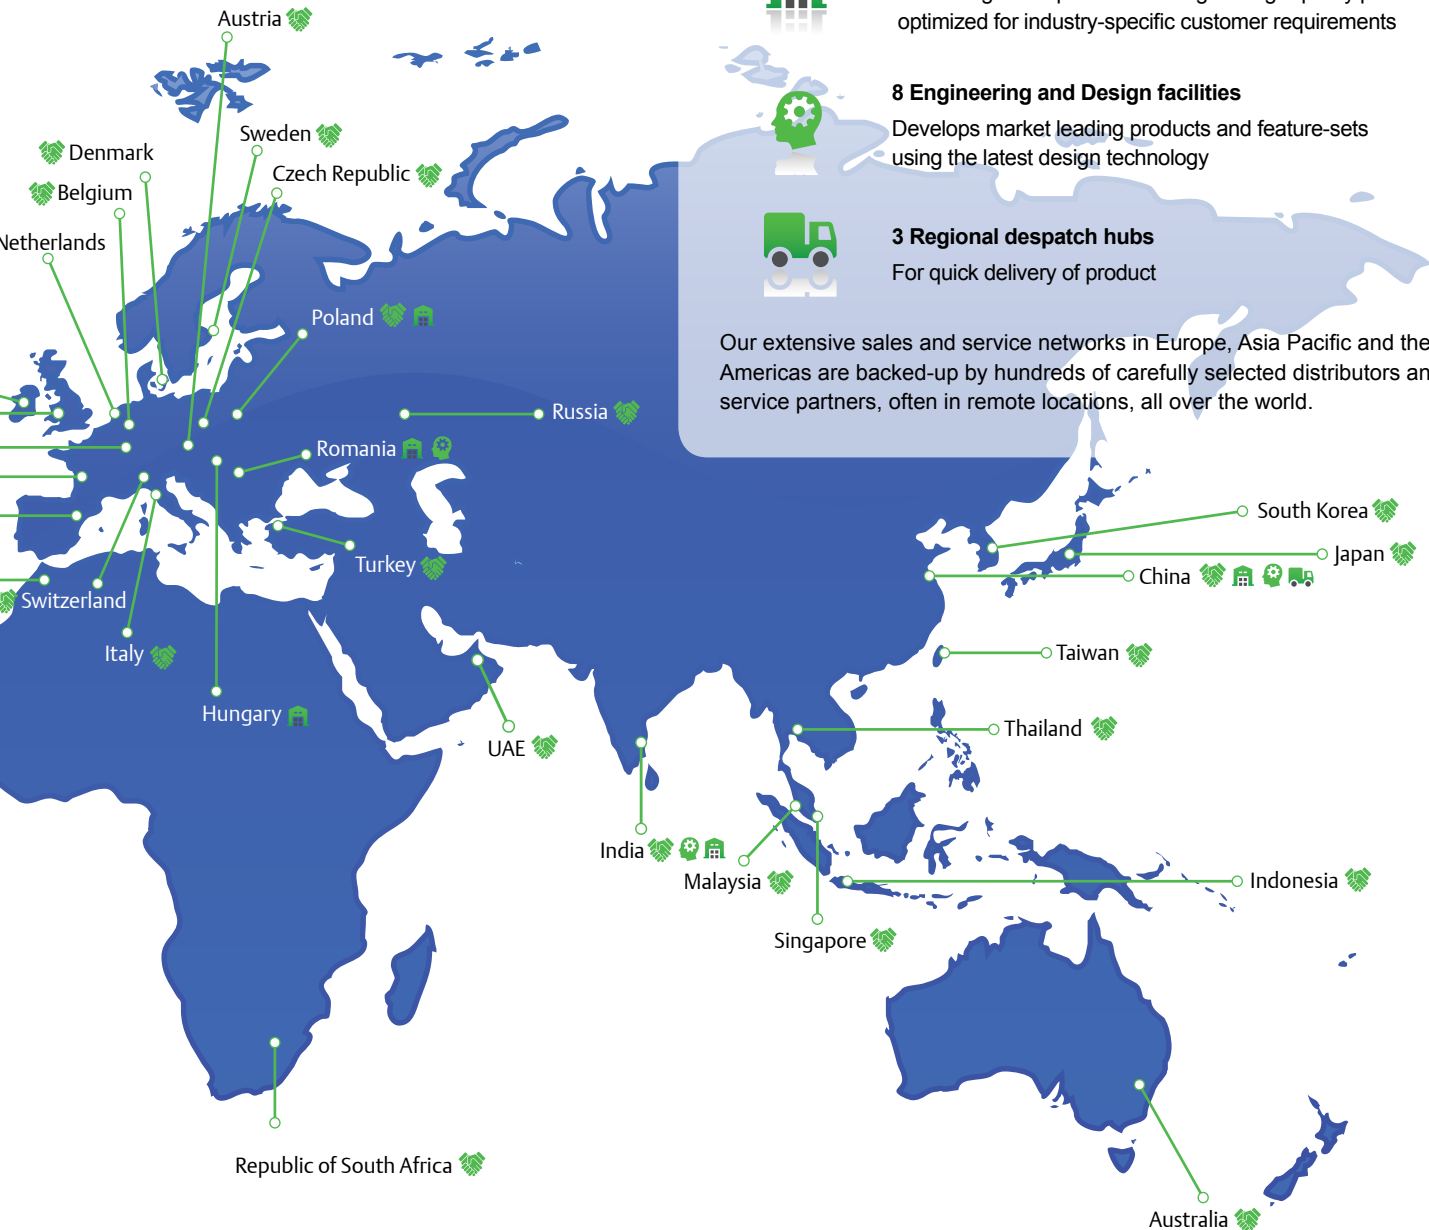 optimized for industry-specific customer requirements
8 Engineering and Design facilities
Develops market leading products and feature-sets
using the latest design technology
3 Regional despatch hubs
For quick delivery of product
Our extensive sales and service networks in Europe, Asia Pacific and the
Americas are backed-up by hundreds of carefully selected distributors an
service partners, often in remote locations, all over the world.
Austria
Sweden
Denmark
Czech Republic
Belgium
Netherlands
Poland
Russia
Romania
Turkey
Switzerland
Italy
Hungary
UAE
South Korea
Japan
China
Taiwan
Thailand
India
Malaysia
Indonesia
Singapore
Republic of South Africa
Australia